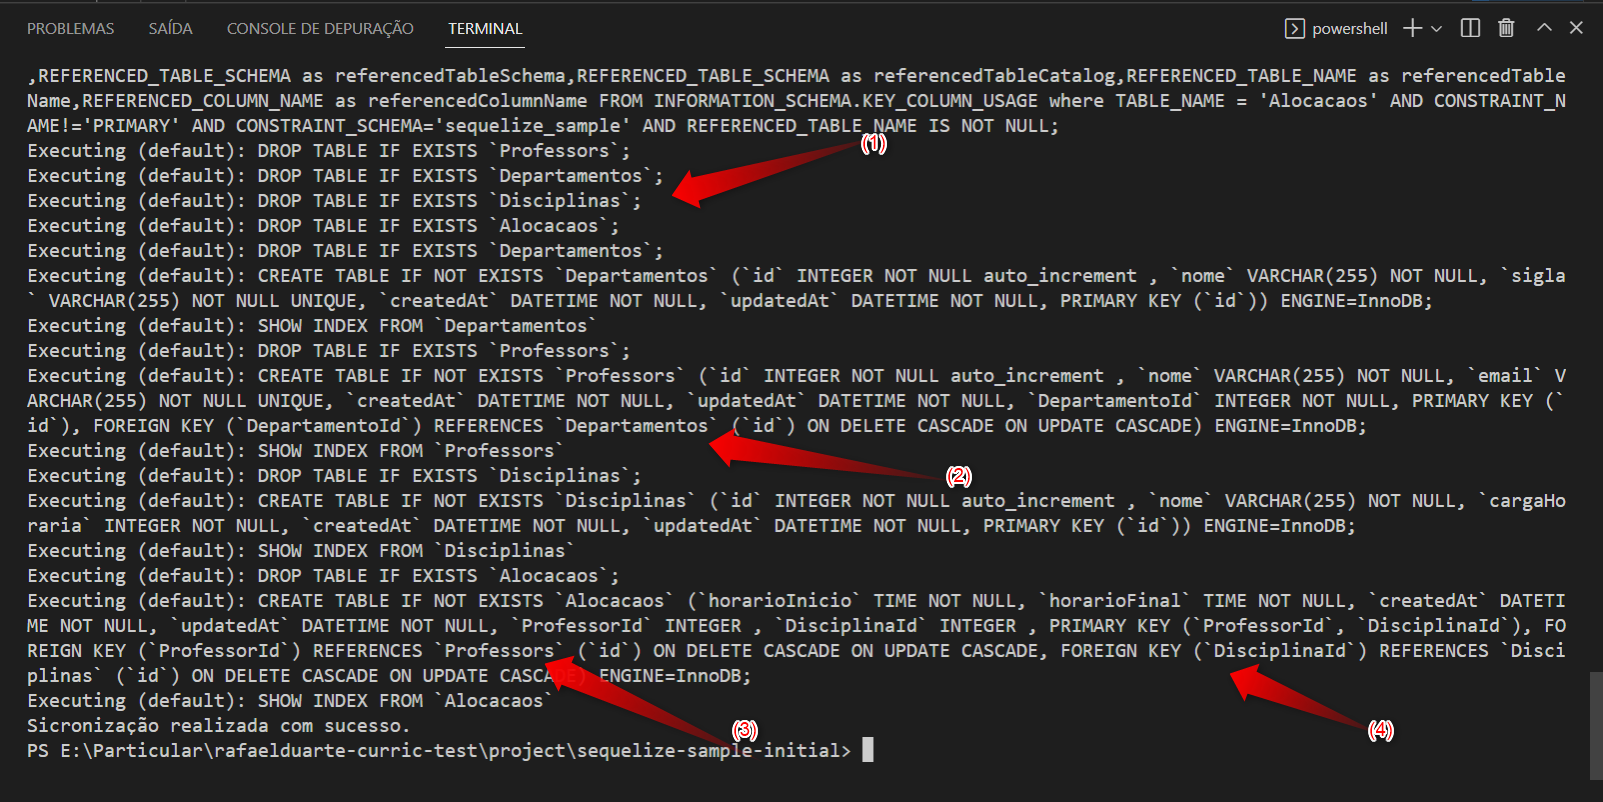 PROBLEMAS SAÍDA CONSOLE DE DEPURAÇÃO TERMINAL powershell
,REFERENCED_TABLE_SCHEMA as referencedTableSchema,REFERENCED_TABLE_SCHEMA as referencedTableCatalog,REFERENCED_TABLE_NAME as referencedTable
Name,REFERENCED_COLUMN_NAME as referencedColumnName FROM INFORMATION_SCHEMA.KEY_COLUMN_USAGE where TABLE_NAME = 'Alocacaos' AND CONSTRAINT_N
AME!='PRIMARY' AND CONSTRAINT_SCHEMA='sequelize_sample' AND REFERENCED_TABLE_NAME IS NOT NULL;
(1)
Executing (default): DROP TABLE IF EXISTS `Professors`;
Executing (default): DROP TABLE IF EXISTS `Departamentos`;
Executing (default): DROP TABLE IF EXISTS `Disciplinas`;
Executing (default): DROP TABLE IF EXISTS `Alocacaos`;
Executing (default): DROP TABLE IF EXISTS `Departamentos`;
Executing (default): CREATE TABLE IF NOT EXISTS `Departamentos` (`id` INTEGER NOT NULL auto_increment , `nome` VARCHAR(255) NOT NULL, `sigla
` VARCHAR(255) NOT NULL UNIQUE, `createdAt` DATETIME NOT NULL, `updatedAt` DATETIME NOT NULL, PRIMARY KEY (`id`)) ENGINE=InnoDB;
Executing (default): SHOW INDEX FROM `Departamentos`
Executing (default): DROP TABLE IF EXISTS `Professors`;
Executing (default): CREATE TABLE IF NOT EXISTS `Professors` (`id` INTEGER NOT NULL auto_increment , `nome` VARCHAR(255) NOT NULL, `email` V
ARCHAR(255) NOT NULL UNIQUE, `createdAt` DATETIME NOT NULL, `updatedAt` DATETIME NOT NULL, `DepartamentoId` INTEGER NOT NULL, PRIMARY KEY (`
id`), FOREIGN KEY (`DepartamentoId`) REFERENCES `Departamentos` (`id`) ON DELETE CASCADE ON UPDATE CASCADE) ENGINE=InnoDB;
Executing (default): SHOW INDEX FROM `Professors`
(2)
Executing (default): DROP TABLE IF EXISTS `Disciplinas`;
Executing (default): CREATE TABLE IF NOT EXISTS `Disciplinas` (`id` INTEGER NOT NULL auto_increment , `nome` VARCHAR(255) NOT NULL, `cargaHo
raria` INTEGER NOT NULL, `createdAt` DATETIME NOT NULL, `updatedAt` DATETIME NOT NULL, PRIMARY KEY (`id`)) ENGINE=InnoDB;
Executing (default): SHOW INDEX FROM `Disciplinas`
Executing (default): DROP TABLE IF EXISTS `Alocacaos`;
Executing (default): CREATE TABLE IF NOT EXISTS `Alocacaos` (`horarioInicio` TIME NOT NULL, `horarioFinal` TIME NOT NULL, `createdAt` DATETI
ME NOT NULL, `updatedAt` DATETIME NOT NULL, `ProfessorId` INTEGER , `DisciplinaId` INTEGER , PRIMARY KEY (`ProfessorId`, `DisciplinaId`), FO
REIGN KEY (`ProfessorId`) REFERENCES `Professors` (`id`) ON DELETE CASCADE ON UPDATE CASCADE, FOREIGN KEY (`DisciplinaId`) REFERENCES `Disci
plinas` (`id`) ON DELETE CASCADE ON UPDATE CASCADE) ENGINE=InnoDB;
Executing (default): SHOW INDEX FROM `Alocacaos`
Sicronização realizada com sucesso.
(3)
(4)
PS E:\Particular\rafaelduarte-curric-test\project\sequelize-sample-initial>